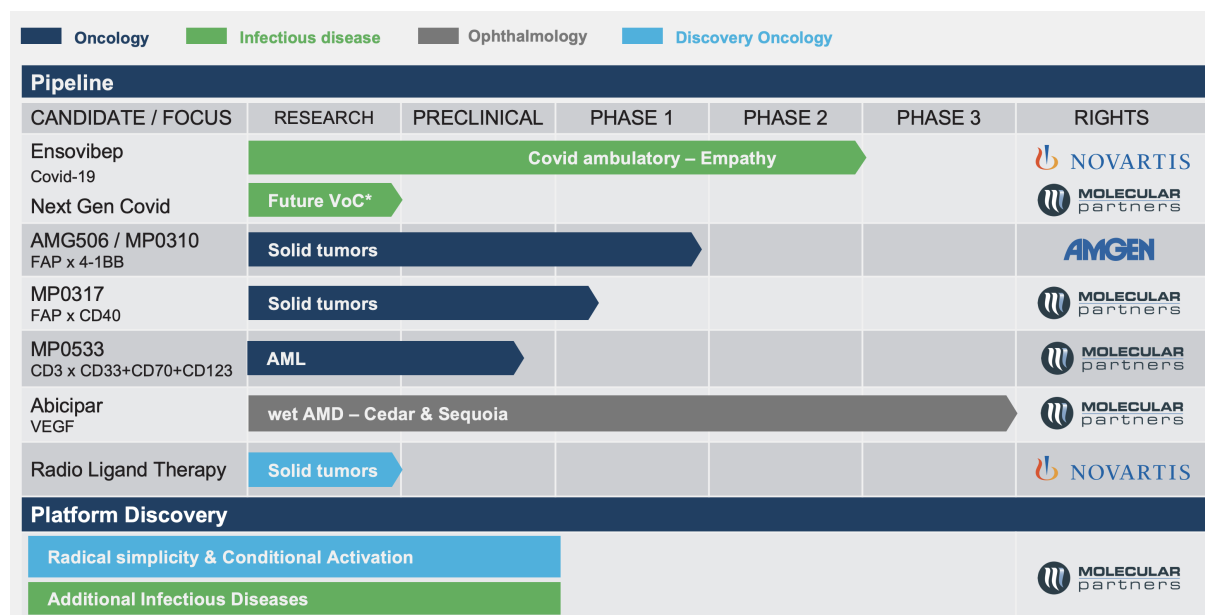 Oncology
Infectious disease
Ophthalmology
Discovery Oncology
Pipeline
CANDIDATE / FOCUS
RESEARCH
PRECLINICAL
PHASE 1
PHASE 2
PHASE 3
RIGHTS
Ensovibep
Covid-19
Covid ambulatory – Empathy
NOVARTIS
Next Gen Covid
Future VoC*
MOLECULAR
partners
AMG506 / MP0310
FAP x 4-1BB
Solid tumors
AMGEN
MP0317
FAP x CD40
Solid tumors
MOLECULAR
partners
MP0533
CD3 x CD33+CD70+CD123
AML
MOLECULAR
partners
Abicipar
VEGF
wet AMD – Cedar & Sequoia
MOLECULAR
partners
Radio Ligand Therapy
Solid tumors
NOVARTIS
Platform Discovery
Radical simplicity & Conditional Activation
Additional Infectious Diseases
MOLECULAR
partners